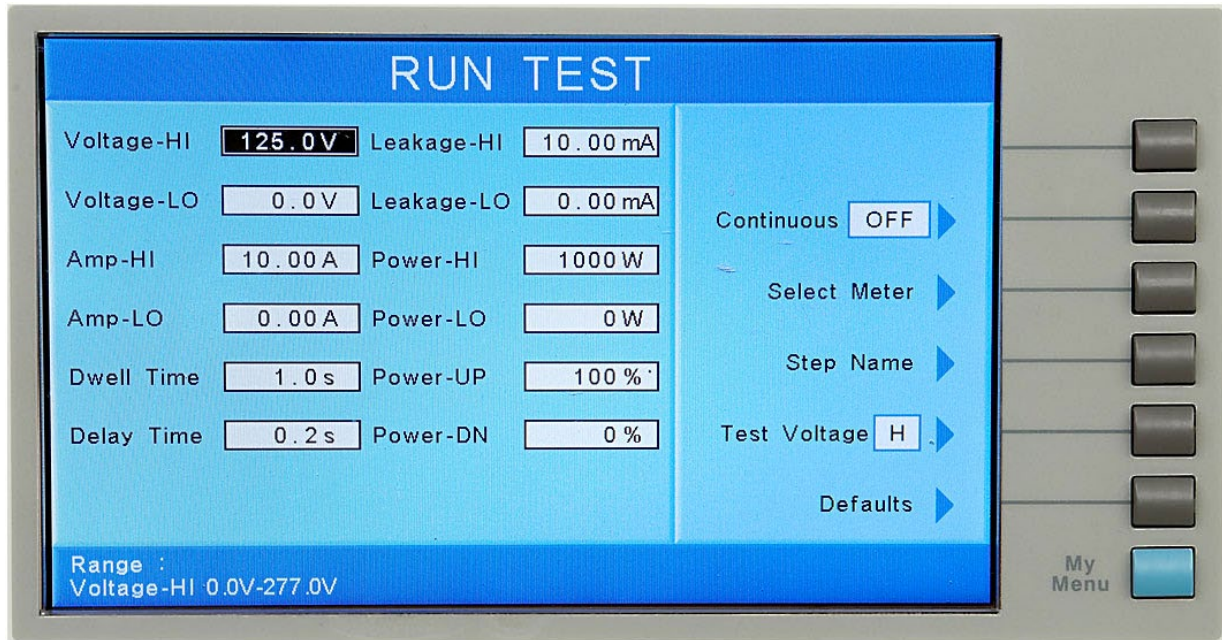 RUN TEST
Voltage-HI 125.0V Leakage-HI 10.00mA
Voltage-LO 0.0V Leakage-LO 0.00mA
Amp-HI 10.00A Power-HI 1000W
Amp-LO 0.00A Power-LO 0W
Dwell Time 1.0s Power-UP 100%
Delay Time 0.2s Power-DN 0%
Continuous OFF
Select Meter
Step Name
Test Voltage H
Defaults
Range :
Voltage-HI 0.0V-277.0V
My
Menu